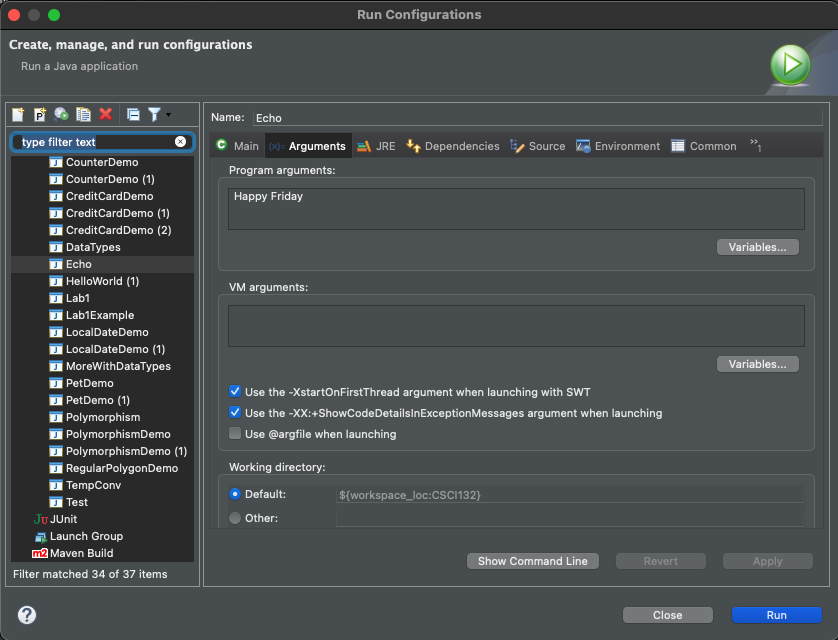 Run Configurations
Create, manage, and run configurations
Run a Java application
type filter text
CounterDemo
CounterDemo (1)
CreditCardDemo
CreditCardDemo (1)
CreditCardDemo (2)
DataTypes
Echo
HelloWorld (1)
Lab1
Lab1Example
LocalDateDemo
LocalDateDemo (1)
MoreWithDataTypes
PetDemo
PetDemo (1)
Polymorphism
PolymorphismDemo
PolymorphismDemo (1)
RegularPolygonDemo
TempConv
Test
Ju JUnit
Launch Group
m2 Maven Build
Filter matched 34 of 37 items
Name: Echo
Main (x)= Arguments JRE Dependencies Source Environment Common »1
Program arguments:
Happy Friday
Variables...
VM arguments:
Variables...
Use the -XstartOnFirstThread argument when launching with SWT
Use the -XX:+ShowCodeDetailsInExceptionMessages argument when launching
Use @argfile when launching
Working directory:
Default: ${workspace_loc:CSCI132}
Other:
Show Command Line Revert Apply
? Close Run